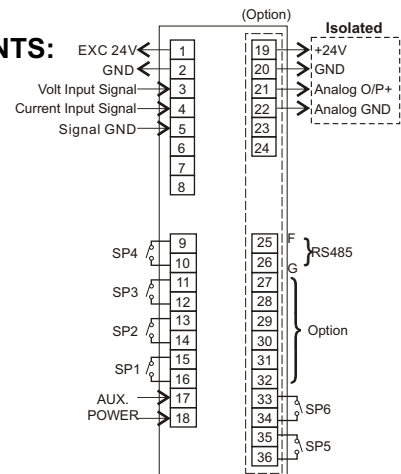 (Option)
Isolated
NTS:
EXC 24V 1 19 +24V
GND 2 20 GND
Volt Input Signal 3 21 Analog O/P+
Current Input Signal 4 22 Analog GND
Signal GND 5 23
6 24
7
8
SP4 9 10
SP3 11 12
SP2 13 14
SP1 15 16
AUX. 17
POWER 18
25 F
26 G
RS485
27
28
29
30
31
32
Option
33
34
SP6
35
36
SP5